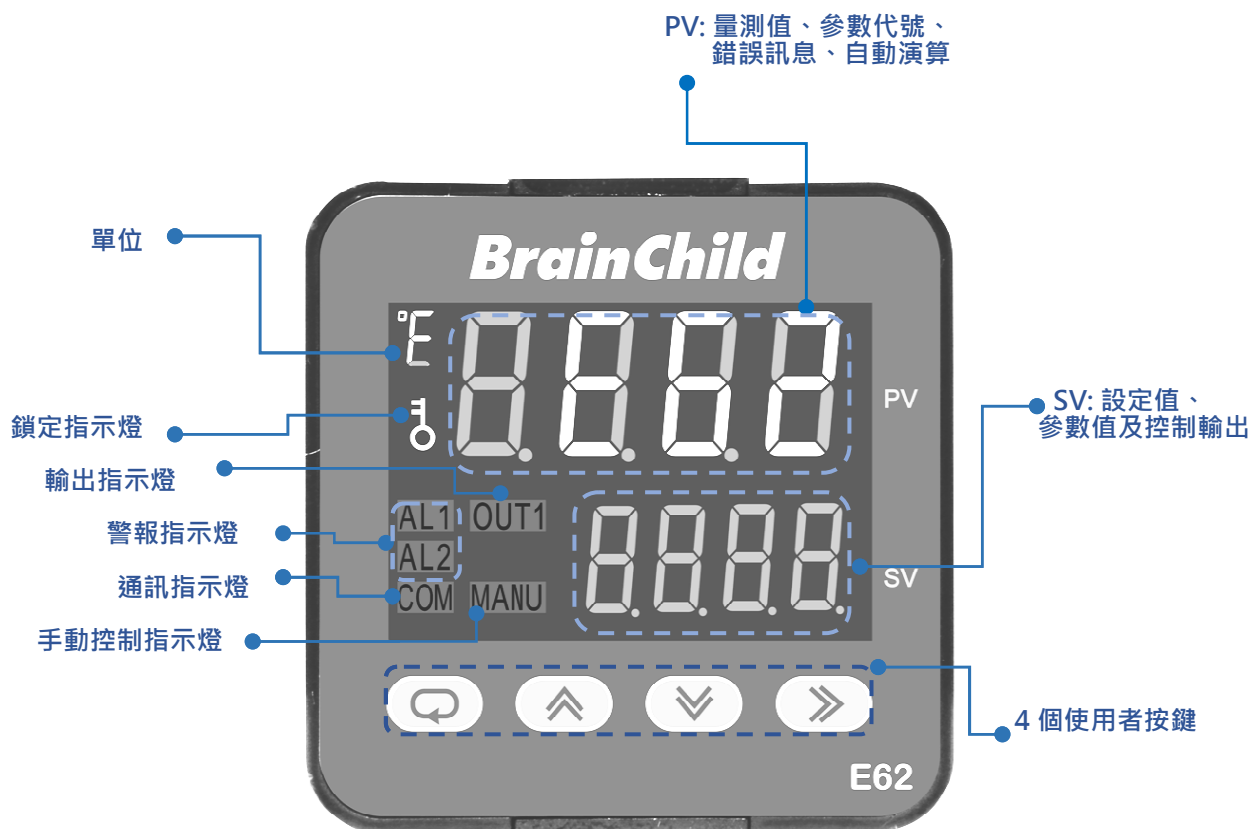 PV: 量測值、參數代號、
錯誤訊息、自動演算
單位
BrainChild
°E
PV
鎖定指示燈
SV: 設定值、
參數值及控制輸出
輸出指示燈
AL1 OUT1
警報指示燈
AL2
通訊指示燈
COM MANU
SV
手動控制指示燈
4 個使用者按鍵
E62